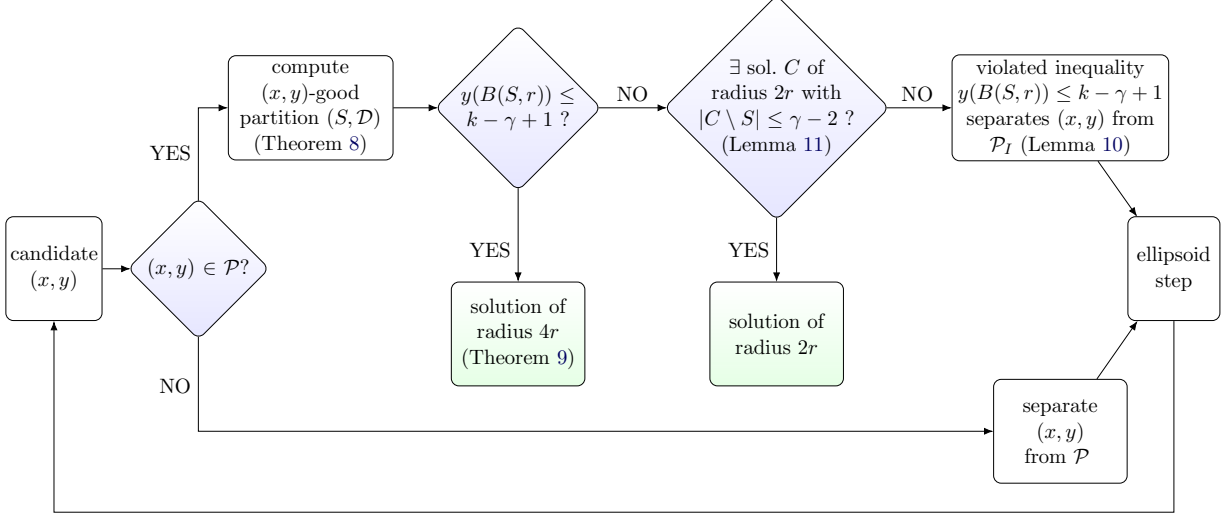 candidate
(x, y)
(x, y) ∈ 𝒫?
YES
NO
compute
(x, y)-good
partition (S, 𝒟)
(Theorem 8)
y(B(S, r)) ≤
k − γ + 1 ?
NO
YES
solution of
radius 4r
(Theorem 9)
∃ sol. C of
radius 2r with
|C \ S| ≤ γ − 2 ?
(Lemma 11)
NO
YES
solution of
radius 2r
violated inequality
y(B(S, r)) ≤ k − γ + 1
separates (x, y) from
𝒫_I (Lemma 10)
ellipsoid
step
separate
(x, y)
from 𝒫